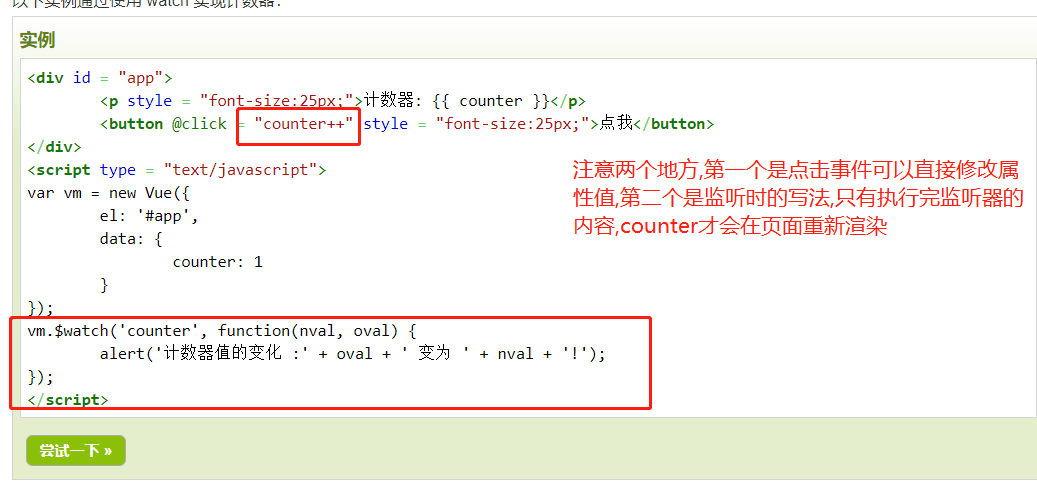 以下实例通过使用 watch 实现计数器:
实例
<div id = "app">
<p style = "font-size:25px;">计数器: {{ counter }}</p>
<button @click = "counter++" style = "font-size:25px;">点我</button>
</div>
<script type = "text/javascript">
var vm = new Vue({
el: '#app',
data: {
counter: 1
}
});
vm.$watch('counter', function(nval, oval) {
alert('计数器值的变化 :' + oval + ' 变为 ' + nval + '!');
});
</script>
注意两个地方,第一个是点击事件可以直接修改属
性值,第二个是监听时的写法,只有执行完监听器的
内容,counter才会在页面重新渲染
尝试一下 »